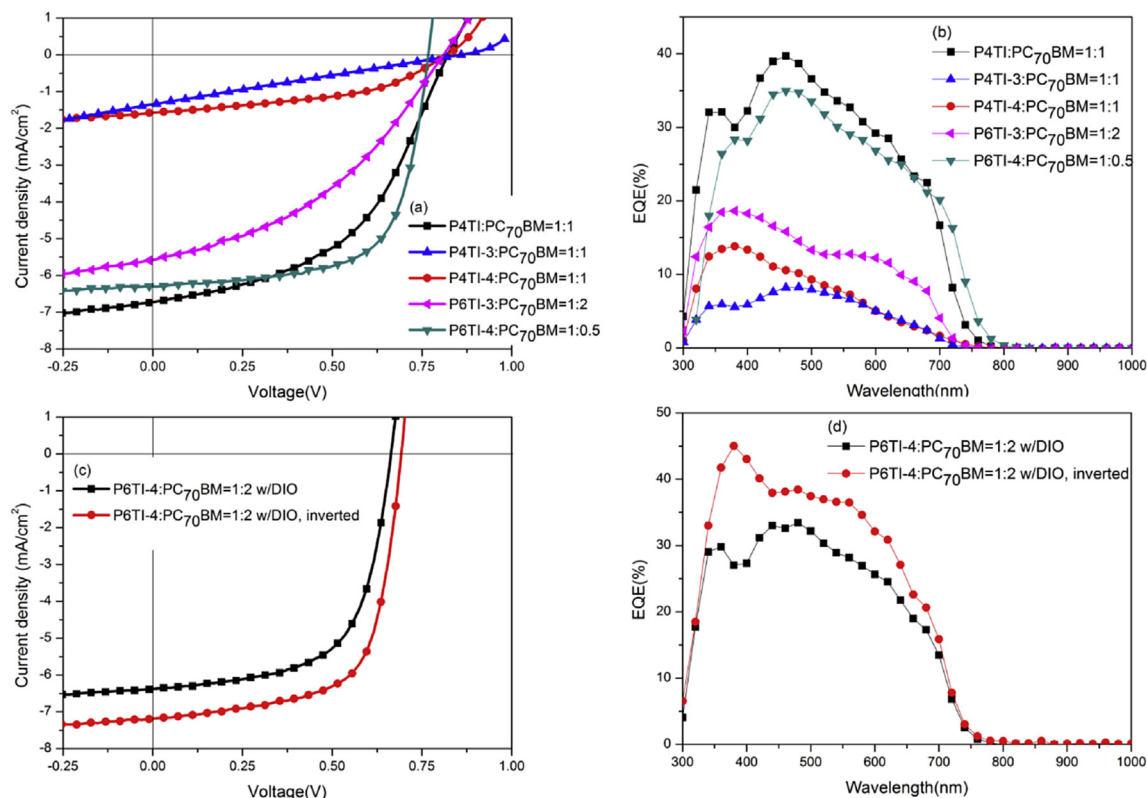 1
0
-1
-2
-3
-4
-5
-6
-7
-8
Current density (mA/cm²)
-0.25
0.00
0.25
0.50
0.75
1.00
Voltage(V)
(a)
P4TI:PC70BM=1:1
P4TI-3:PC70BM=1:1
P4TI-4:PC70BM=1:1
P6TI-3:PC70BM=1:2
P6TI-4:PC70BM=1:0.5
40
30
20
10
0
EQE(%)
300
400
500
600
700
800
900
1000
Wavelength(nm)
(b)
P4TI:PC70BM=1:1
P4TI-3:PC70BM=1:1
P4TI-4:PC70BM=1:1
P6TI-3:PC70BM=1:2
P6TI-4:PC70BM=1:0.5
1
0
-1
-2
-3
-4
-5
-6
-7
-8
Current density (mA/cm²)
-0.25
0.00
0.25
0.50
0.75
1.00
Voltage(V)
(c)
P6TI-4:PC70BM=1:2 w/DIO
P6TI-4:PC70BM=1:2 w/DIO, inverted
50
40
30
20
10
0
EQE(%)
300
400
500
600
700
800
900
1000
Wavelength(nm)
(d)
P6TI-4:PC70BM=1:2 w/DIO
P6TI-4:PC70BM=1:2 w/DIO, inverted